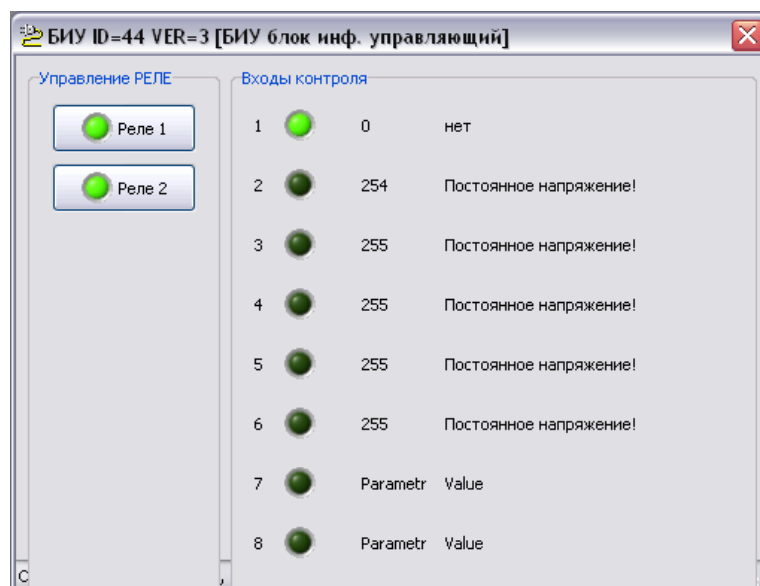 БИУ ID=44 VER=3 [БИУ блок инф. управляющий]
Управление РЕЛЕ
Реле 1
Реле 2
Входы контроля
1 0 нет
2 254 Постоянное напряжение!
3 255 Постоянное напряжение!
4 255 Постоянное напряжение!
5 255 Постоянное напряжение!
6 255 Постоянное напряжение!
7 Parametr Value
8 Parametr Value